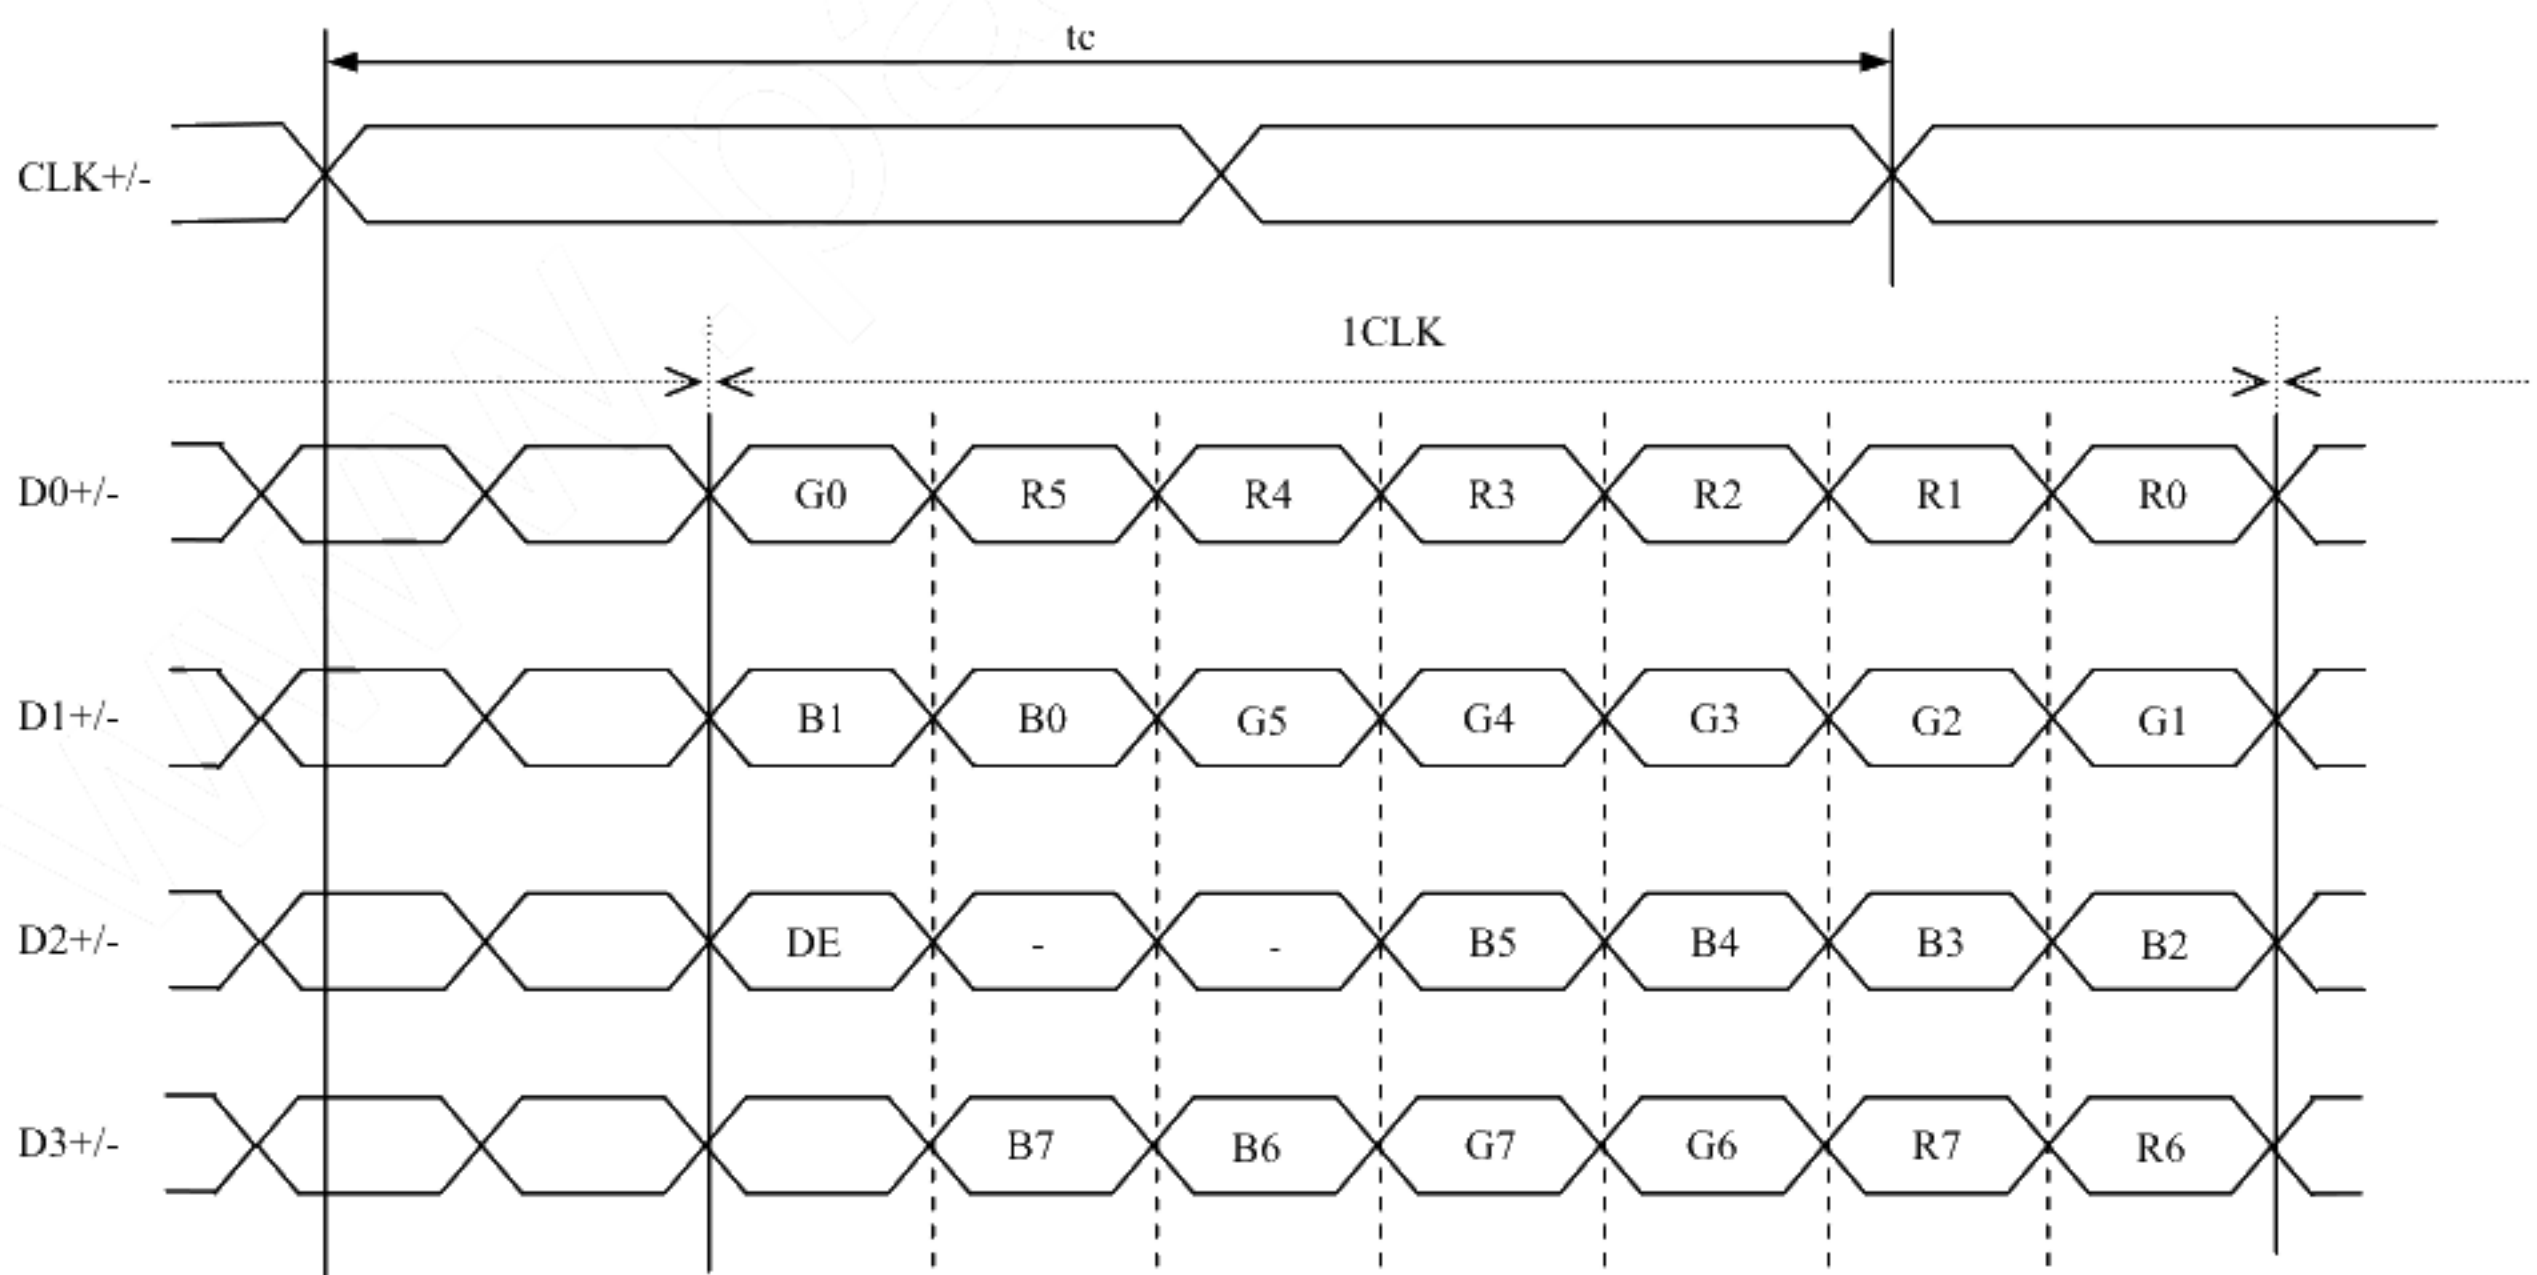 tc
CLK+/-
1CLK
D0+/- G0 R5 R4 R3 R2 R1 R0
D1+/- B1 B0 G5 G4 G3 G2 G1
D2+/- DE - - B5 B4 B3 B2
D3+/- B7 B6 G7 G6 R7 R6